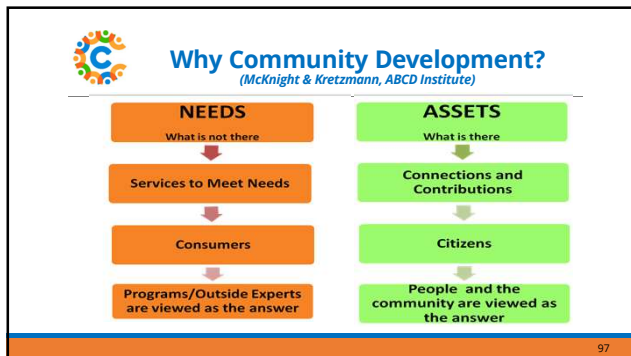 C
Why Community Development?
(McKnight & Kretzmann, ABCD Institute)
NEEDS
What is not there
Services to Meet Needs
Consumers
Programs/Outside Experts
are viewed as the answer
ASSETS
What is there
Connections and
Contributions
Citizens
People and the
community are viewed as
the answer
97